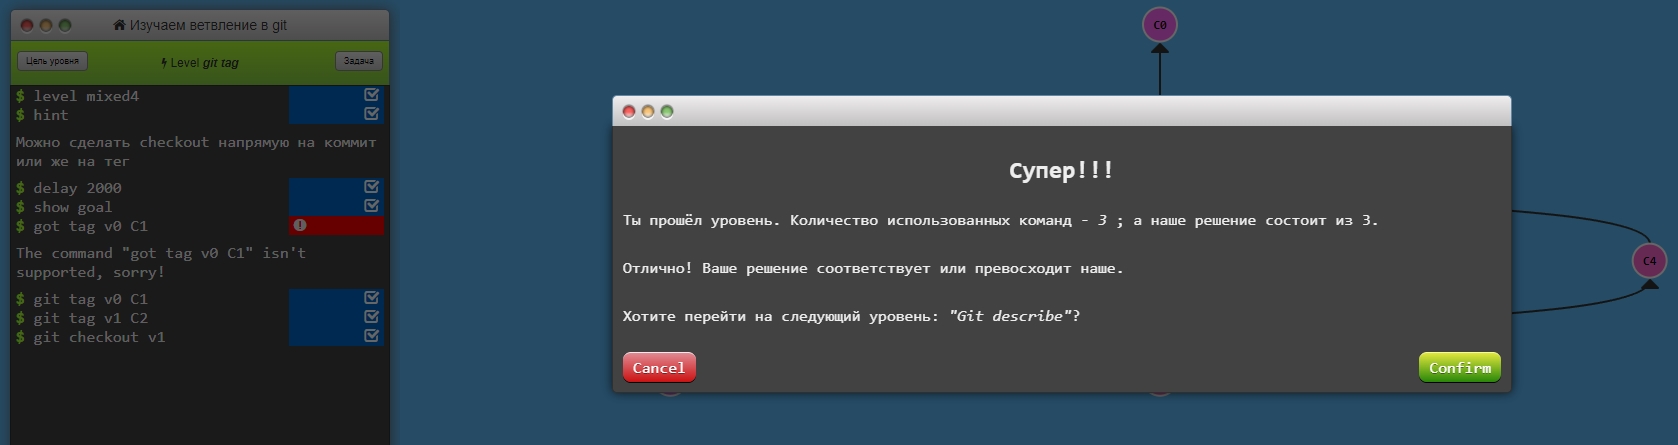 Изучаем ветвление в git
Цель уровня
Level git tag
Задача
$ level mixed4
$ hint
Можно сделать checkout напрямую на коммит
или же на тег
$ delay 2000
$ show goal
$ got tag v0 C1
The command "got tag v0 C1" isn't
supported, sorry!
$ git tag v0 C1
$ git tag v1 C2
$ git checkout v1
C0
Супер!!!
Ты прошёл уровень. Количество использованных команд - 3 ; а наше решение состоит из 3.
Отлично! Ваше решение соответствует или превосходит наше.
Хотите перейти на следующий уровень: "Git describe"?
Cancel
Confirm
C4